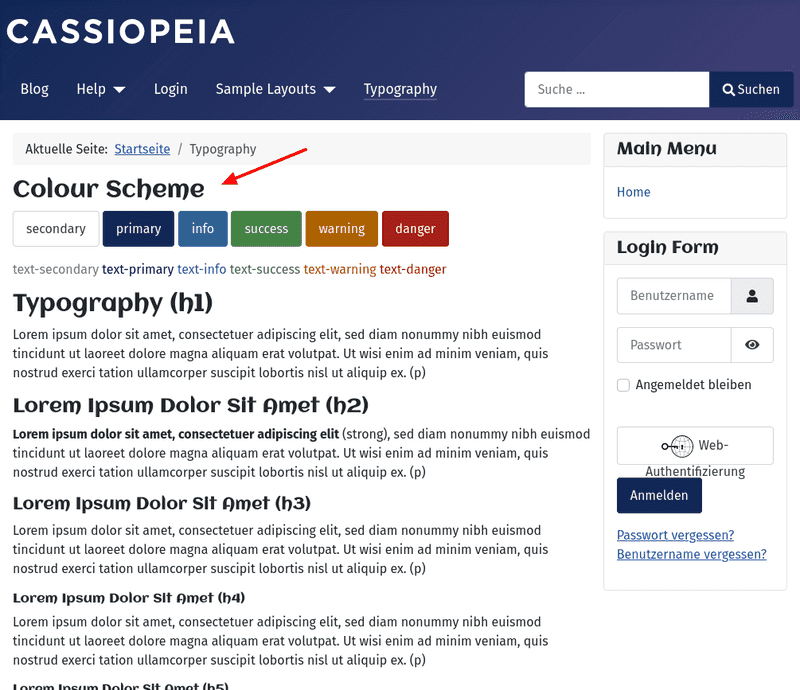 CASSIOPEIA
Blog Help Login Sample Layouts Typography Suche ... Suchen
Aktuelle Seite: Startseite / Typography
Colour Scheme
secondary primary info success warning danger
text-secondary text-primary text-info text-success text-warning text-danger
Typography (h1)
Lorem ipsum dolor sit amet, consectetuer adipiscing elit, sed diam nonummy nibh euismod
tincidunt ut laoreet dolore magna aliquam erat volutpat. Ut wisi enim ad minim veniam, quis
nostrud exerci tation ullamcorper suscipit lobortis nisl ut aliquip ex. (p)
Lorem Ipsum Dolor Sit Amet (h2)
Lorem ipsum dolor sit amet, consectetuer adipiscing elit (strong), sed diam nonummy nibh euismod
tincidunt ut laoreet dolore magna aliquam erat volutpat. Ut wisi enim ad minim veniam, quis
nostrud exerci tation ullamcorper suscipit lobortis nisl ut aliquip ex. (p)
Lorem Ipsum Dolor Sit Amet (h3)
Lorem ipsum dolor sit amet, consectetuer adipiscing elit, sed diam nonummy nibh euismod
tincidunt ut laoreet dolore magna aliquam erat volutpat. Ut wisi enim ad minim veniam, quis
nostrud exerci tation ullamcorper suscipit lobortis nisl ut aliquip ex. (p)
Lorem Ipsum Dolor Sit Amet (h4)
Lorem ipsum dolor sit amet, consectetuer adipiscing elit, sed diam nonummy nibh euismod
tincidunt ut laoreet dolore magna aliquam erat volutpat. Ut wisi enim ad minim veniam, quis
nostrud exerci tation ullamcorper suscipit lobortis nisl ut aliquip ex. (p)
Lorem Ipsum Dolor Sit Amet (h5)
Main Menu
Home
Login Form
Benutzername
Passwort
Angemeldet bleiben
Web-
Authentifizierung
Anmelden
Passwort vergessen?
Benutzername vergessen?